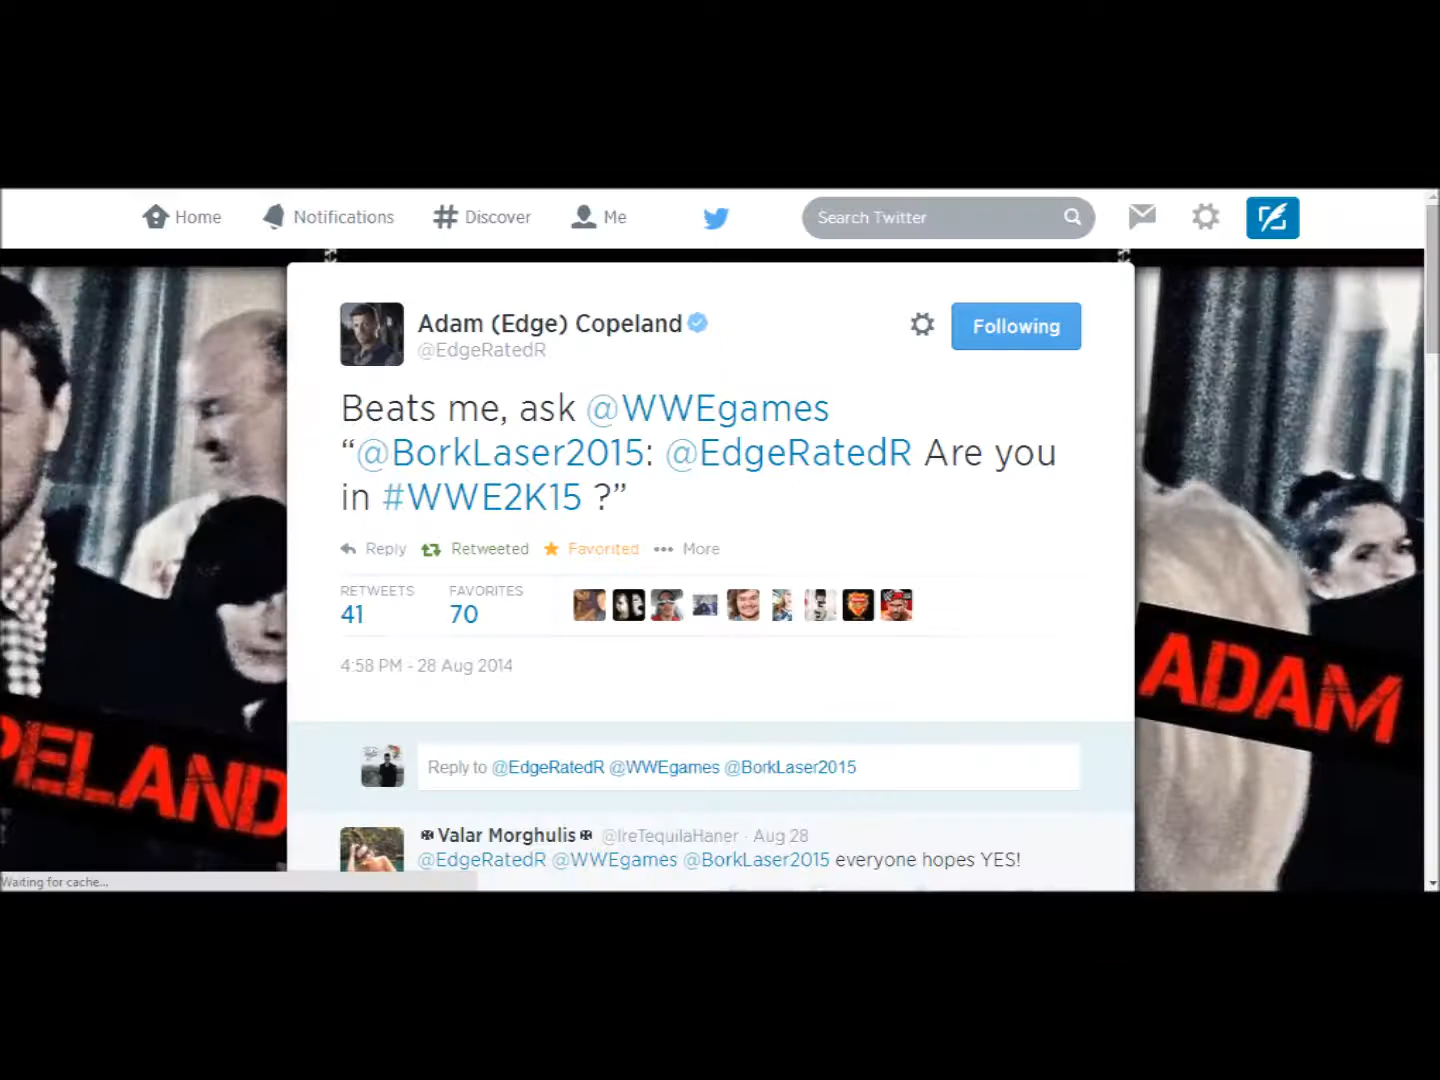 Home Notifications Discover Me Search Twitter
Adam (Edge) Copeland
@EdgeRatedR
Following
Beats me, ask @WWEgames
“@BorkLaser2015: @EdgeRatedR Are you
in #WWE2K15 ?”
Reply Retweeted Favorited More
RETWEETS FAVORITES
41 70
4:58 PM - 28 Aug 2014
PELAND
ADAM
Reply to @EdgeRatedR @WWEgames @BorkLaser2015
Valar Morghulis @IreTequilaHaner · Aug 28
@EdgeRatedR @WWEgames @BorkLaser2015 everyone hopes YES!
Waiting for cache...